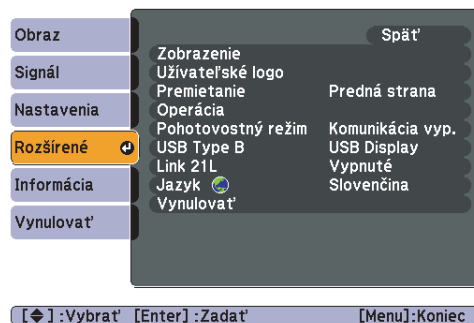 Obraz
Signál
Nastavenia
Rozšírené
Informácia
Vynulovať
Späť
Zobrazenie
Užívateľské logo
Premietanie Predná strana
Operácia
Pohotovostný režim Komunikácia vyp.
USB Type B USB Display
Link 21L Vypnuté
Jazyk Slovenčina
Vynulovať
[◆] :Vybrať [Enter] :Zadať [Menu]:Koniec